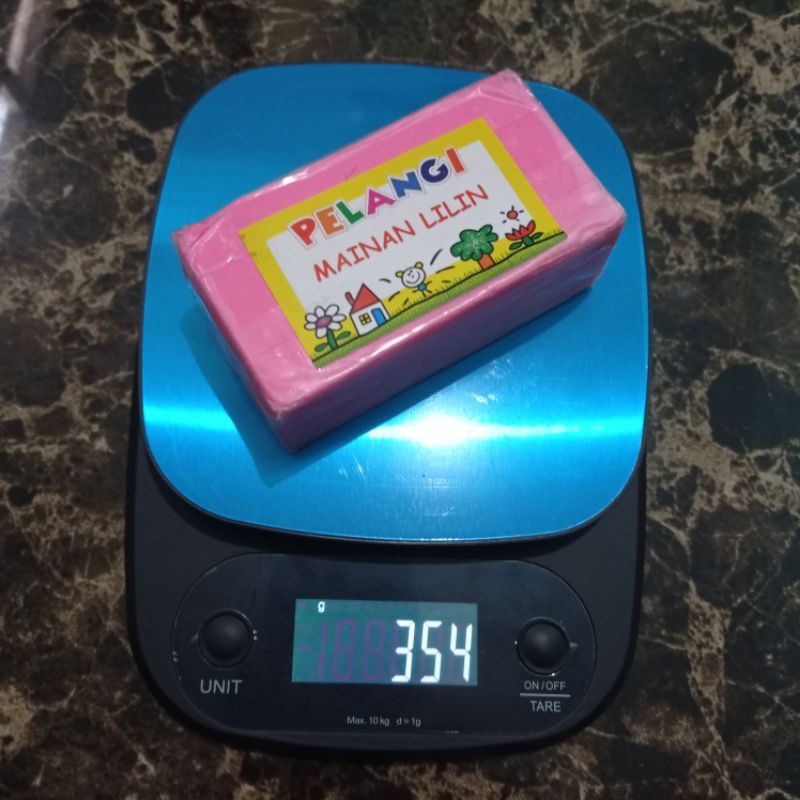 PELANGI
MAINAN LILIN
g
354
UNIT
ON/OFF
TARE
Max. 10 kg d = 1g